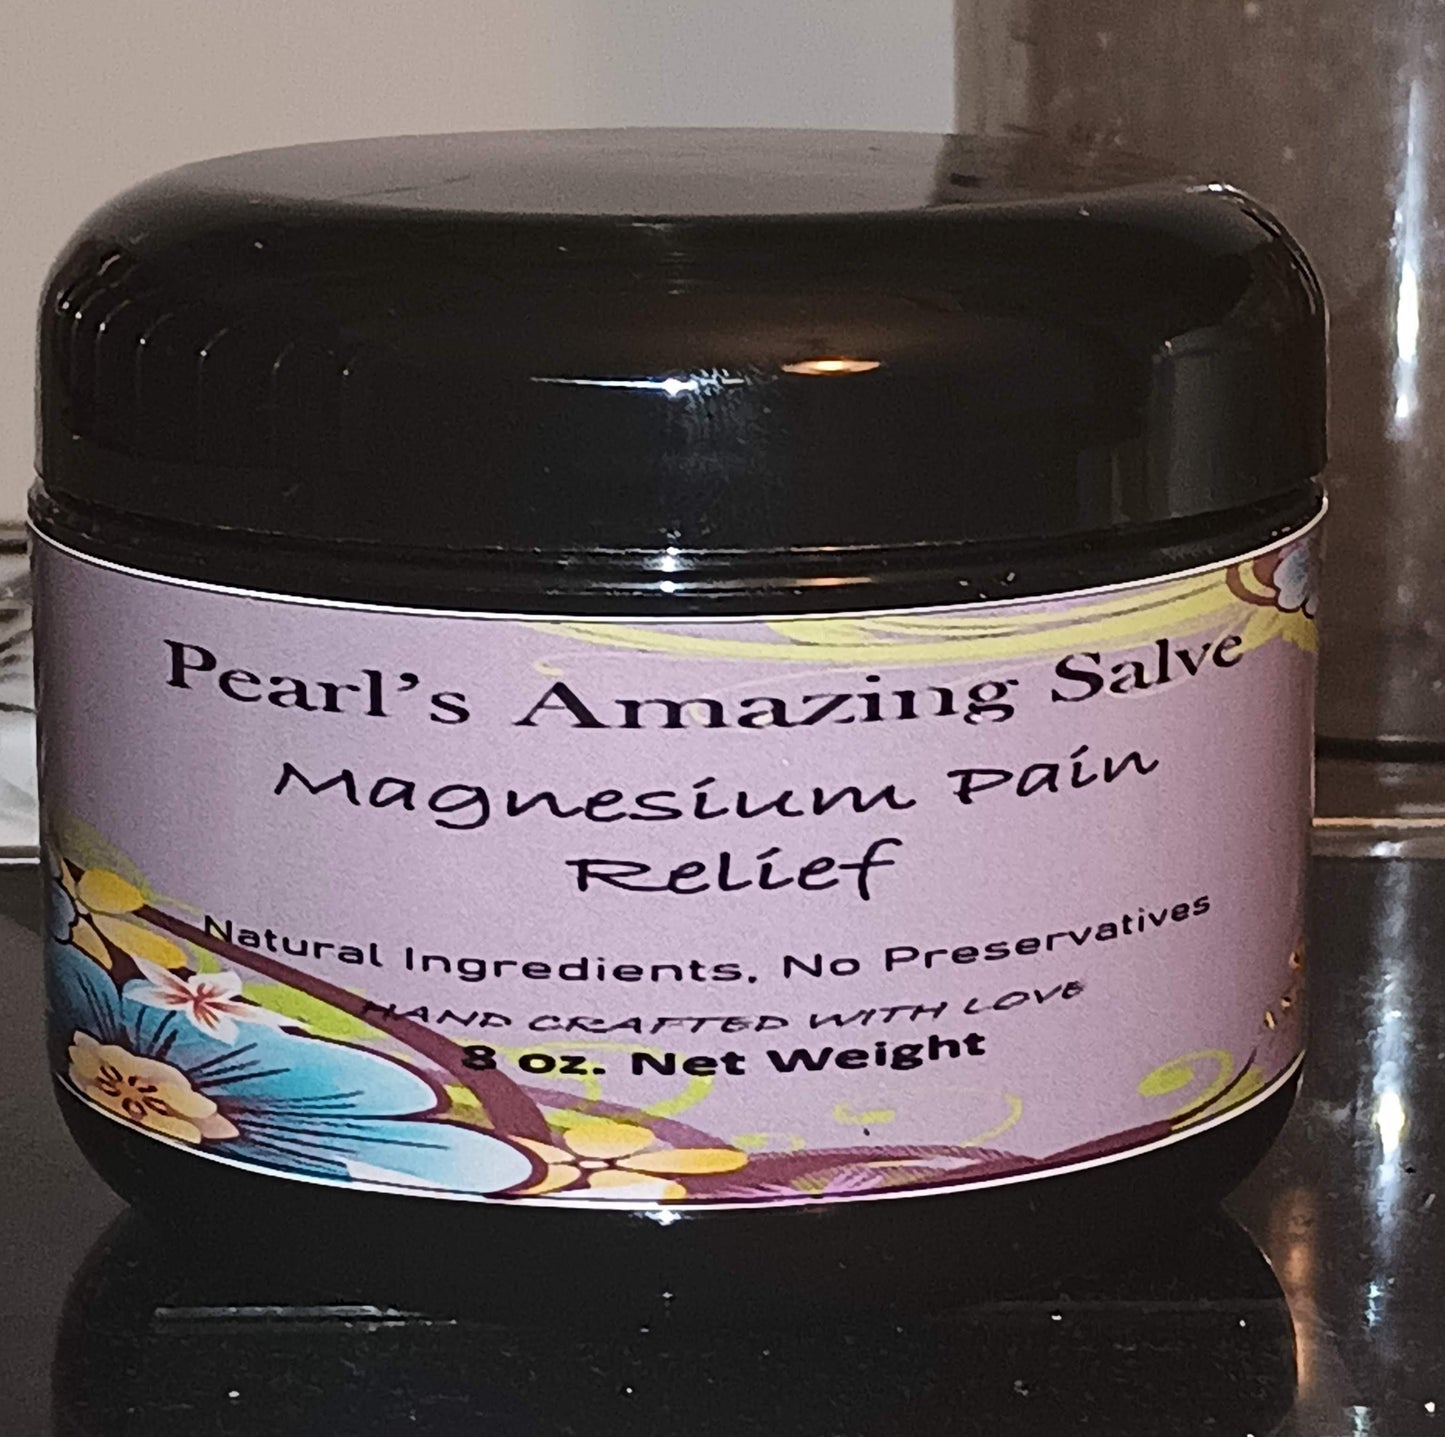 Pearl's Amazing Salve
Magnesium Pain
Relief
Natural Ingredients, No Preservatives
HAND CRAFTED WITH LOVE
8 oz. Net Weight